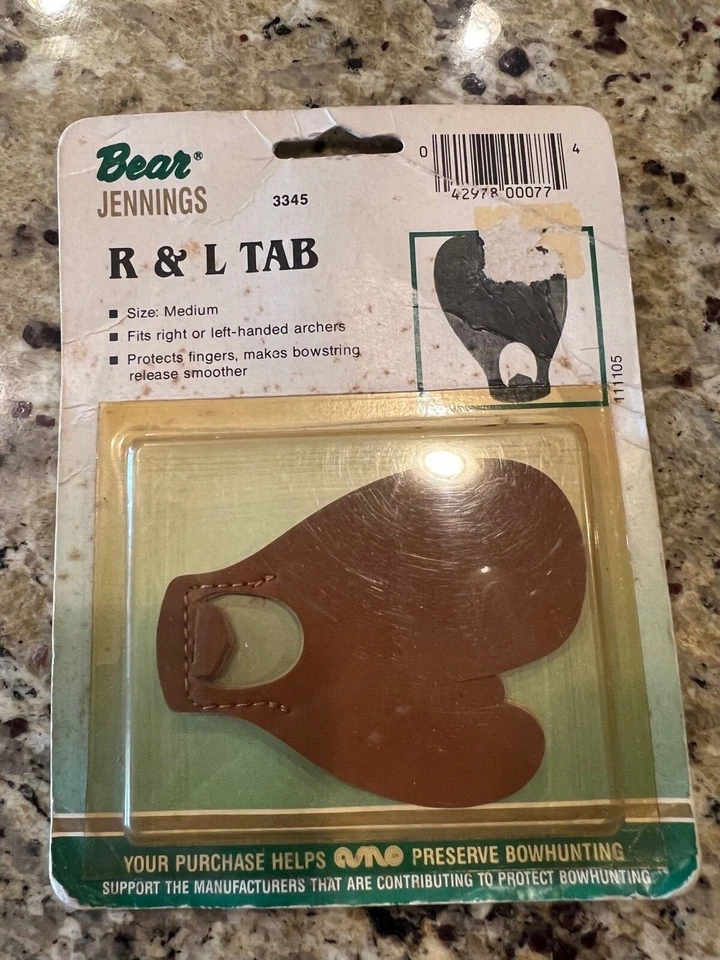 Bear®
JENNINGS
3345
0 42978 00077 4
R & L TAB
■ Size: Medium
■ Fits right or left-handed archers
■ Protects fingers, makes bowstring
release smoother
111105
YOUR PURCHASE HELPS AMO PRESERVE BOWHUNTING
SUPPORT THE MANUFACTURERS THAT ARE CONTRIBUTING TO PROTECT BOWHUNTING